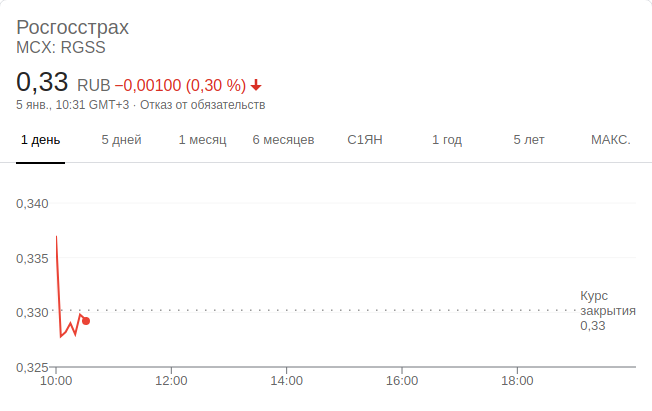 Росгосстрах
MCX: RGSS
0,33 RUB −0,00100 (0,30 %)
5 янв., 10:31 GMT+3 · Отказ от обязательств
1 день 5 дней 1 месяц 6 месяцев С1ЯН 1 год 5 лет МАКС.
0,340
0,335
0,330
0,325
Курс
закрытия
0,33
10:00 12:00 14:00 16:00 18:00